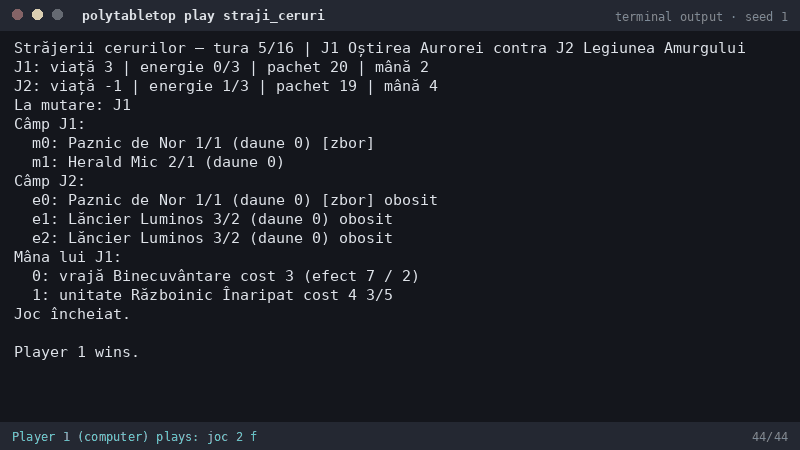 polytabletop play straji_ceruri
terminal output · seed 1
Străjerii cerurilor — tura 5/16 | J1 Oștirea Aurorei contra J2 Legiunea Amurgului
J1: viață 3 | energie 0/3 | pachet 20 | mână 2
J2: viață -1 | energie 1/3 | pachet 19 | mână 4
La mutare: J1
Câmp J1:
  m0: Paznic de Nor 1/1 (daune 0) [zbor]
  m1: Herald Mic 2/1 (daune 0)
Câmp J2:
  e0: Paznic de Nor 1/1 (daune 0) [zbor] obosit
  e1: Lăncier Luminos 3/2 (daune 0) obosit
  e2: Lăncier Luminos 3/2 (daune 0) obosit
Mâna lui J1:
  0: vrajă Binecuvântare cost 3 (efect 7 / 2)
  1: unitate Războinic Înaripat cost 4 3/5
Joc încheiat.
Player 1 wins.
Player 1 (computer) plays: joc 2 f
44/44